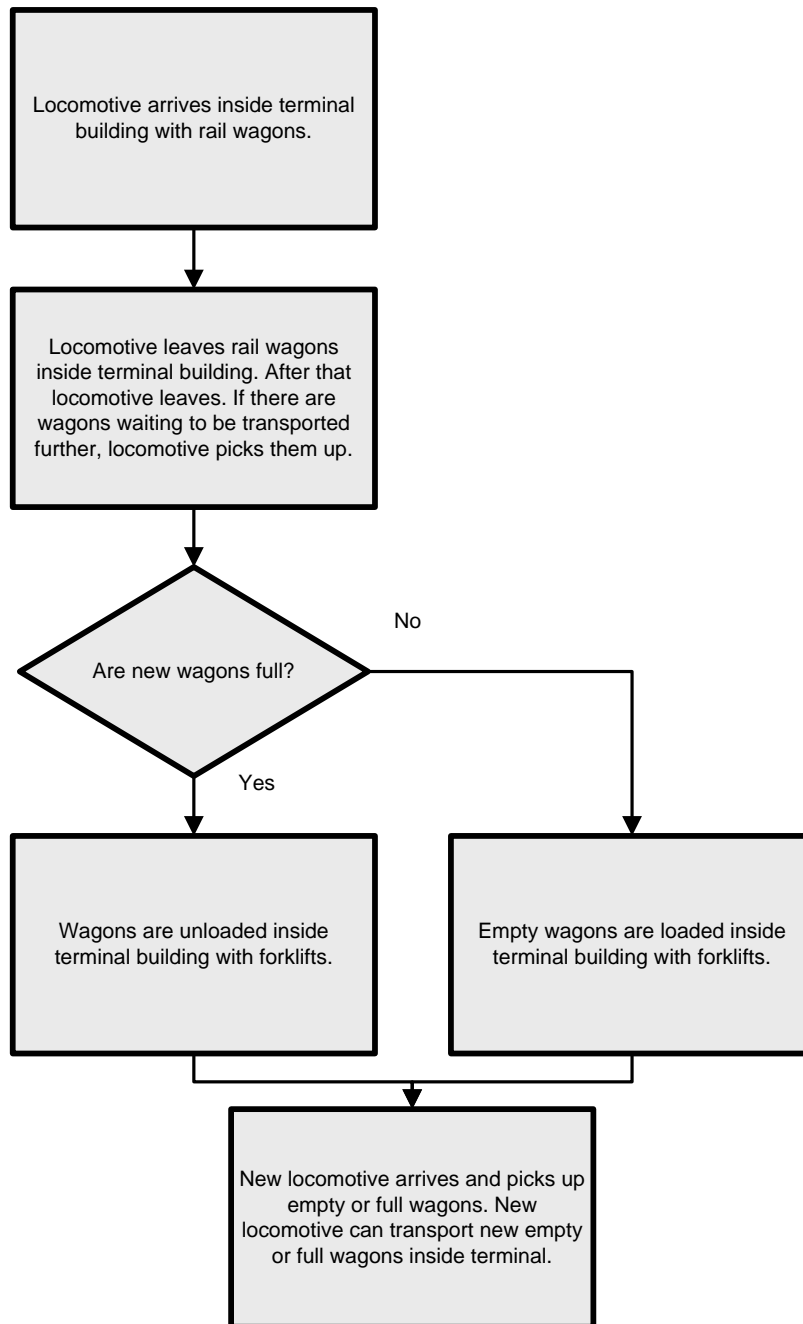 Locomotive arrives inside terminal
building with rail wagons.
Locomotive leaves rail wagons
inside terminal building. After that
locomotive leaves. If there are
wagons waiting to be transported
further, locomotive picks them up.
No
Are new wagons full?
Yes
Wagons are unloaded inside
terminal building with forklifts.
Empty wagons are loaded inside
terminal building with forklifts.
New locomotive arrives and picks up
empty or full wagons. New
locomotive can transport new empty
or full wagons inside terminal.